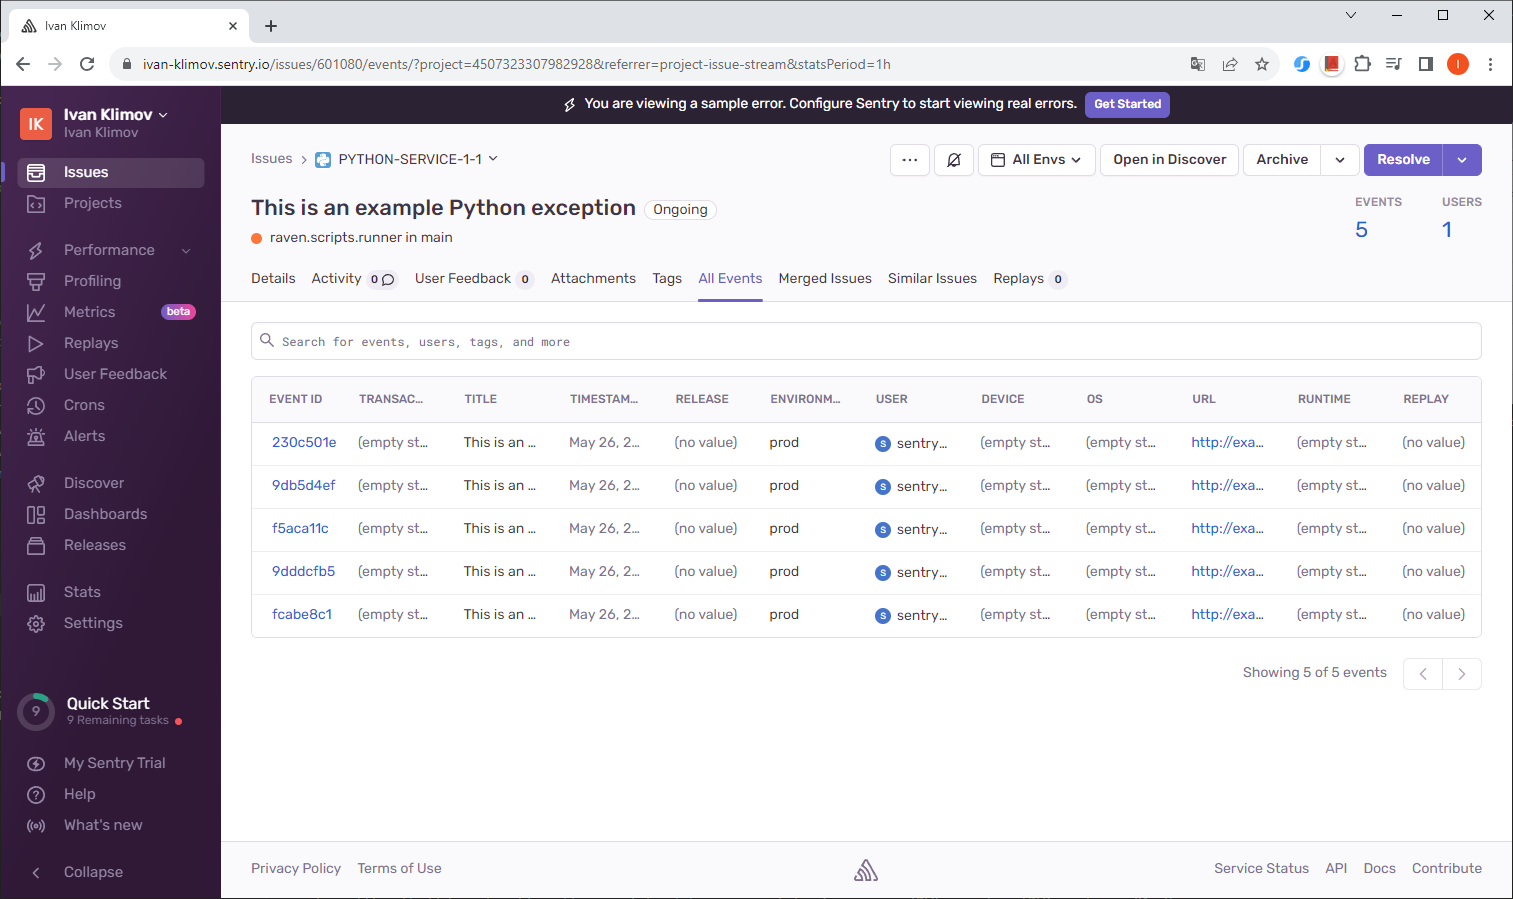 Ivan Klimov
ivan-klimov.sentry.io/issues/601080/events/?project=4507323307982928&referrer=project-issue-stream&statsPeriod=1h
I
IK
Ivan Klimov
Ivan Klimov
Issues
Projects
Performance
Profiling
Metrics beta
Replays
User Feedback
Crons
Alerts
Discover
Dashboards
Releases
Stats
Settings
9
Quick Start
9 Remaining tasks
My Sentry Trial
Help
What's new
Collapse
You are viewing a sample error. Configure Sentry to start viewing real errors. Get Started
Issues > PYTHON-SERVICE-1-1
All Envs Open in Discover Archive Resolve
This is an example Python exception Ongoing
raven.scripts.runner in main
EVENTS USERS
5 1
Details Activity 0 User Feedback 0 Attachments Tags All Events Merged Issues Similar Issues Replays 0
Search for events, users, tags, and more
EVENT ID TRANSAC... TITLE TIMESTAM... RELEASE ENVIRONM... USER DEVICE OS URL RUNTIME REPLAY
230c501e (empty st... This is an ... May 26, 2... (no value) prod S sentry... (empty st... (empty st... http://exa... (empty st... (no value)
9db5d4ef (empty st... This is an ... May 26, 2... (no value) prod S sentry... (empty st... (empty st... http://exa... (empty st... (no value)
f5aca11c (empty st... This is an ... May 26, 2... (no value) prod S sentry... (empty st... (empty st... http://exa... (empty st... (no value)
9dddcfb5 (empty st... This is an ... May 26, 2... (no value) prod S sentry... (empty st... (empty st... http://exa... (empty st... (no value)
fcabe8c1 (empty st... This is an ... May 26, 2... (no value) prod S sentry... (empty st... (empty st... http://exa... (empty st... (no value)
Showing 5 of 5 events
Privacy Policy Terms of Use
Service Status API Docs Contribute